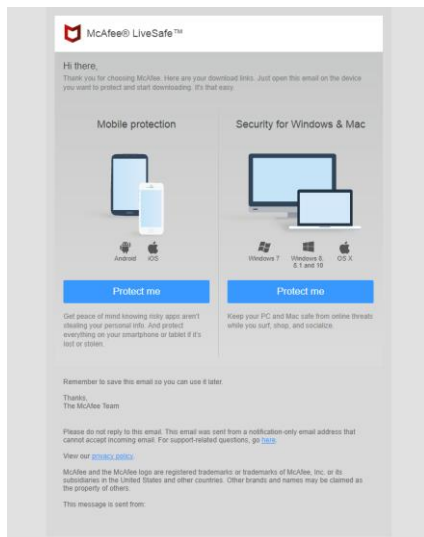 McAfee® LiveSafe™
Hi there,
Thank you for choosing McAfee. Here are your download links. Just open this email on the device
you want to protect and start downloading. It's that easy.
Mobile protection
Android
iOS
Protect me
Get peace of mind knowing risky apps aren't
stealing your personal info. And protect
everything on your smartphone or tablet if it's
lost or stolen.
Security for Windows & Mac
Windows 7
Windows 8,
8.1 and 10
OS X
Protect me
Keep your PC and Mac safe from online threats
while you surf, shop, and socialize.
Remember to save this email so you can use it later.
Thanks,
The McAfee Team
Please do not reply to this email. This email was sent from a notification-only email address that
cannot accept incoming email. For support-related questions, go here.
View our privacy policy.
McAfee and the McAfee logo are registered trademarks or trademarks of McAfee, Inc. or its
subsidiaries in the United States and other countries. Other brands and names may be claimed as
the property of others.
This message is sent from: